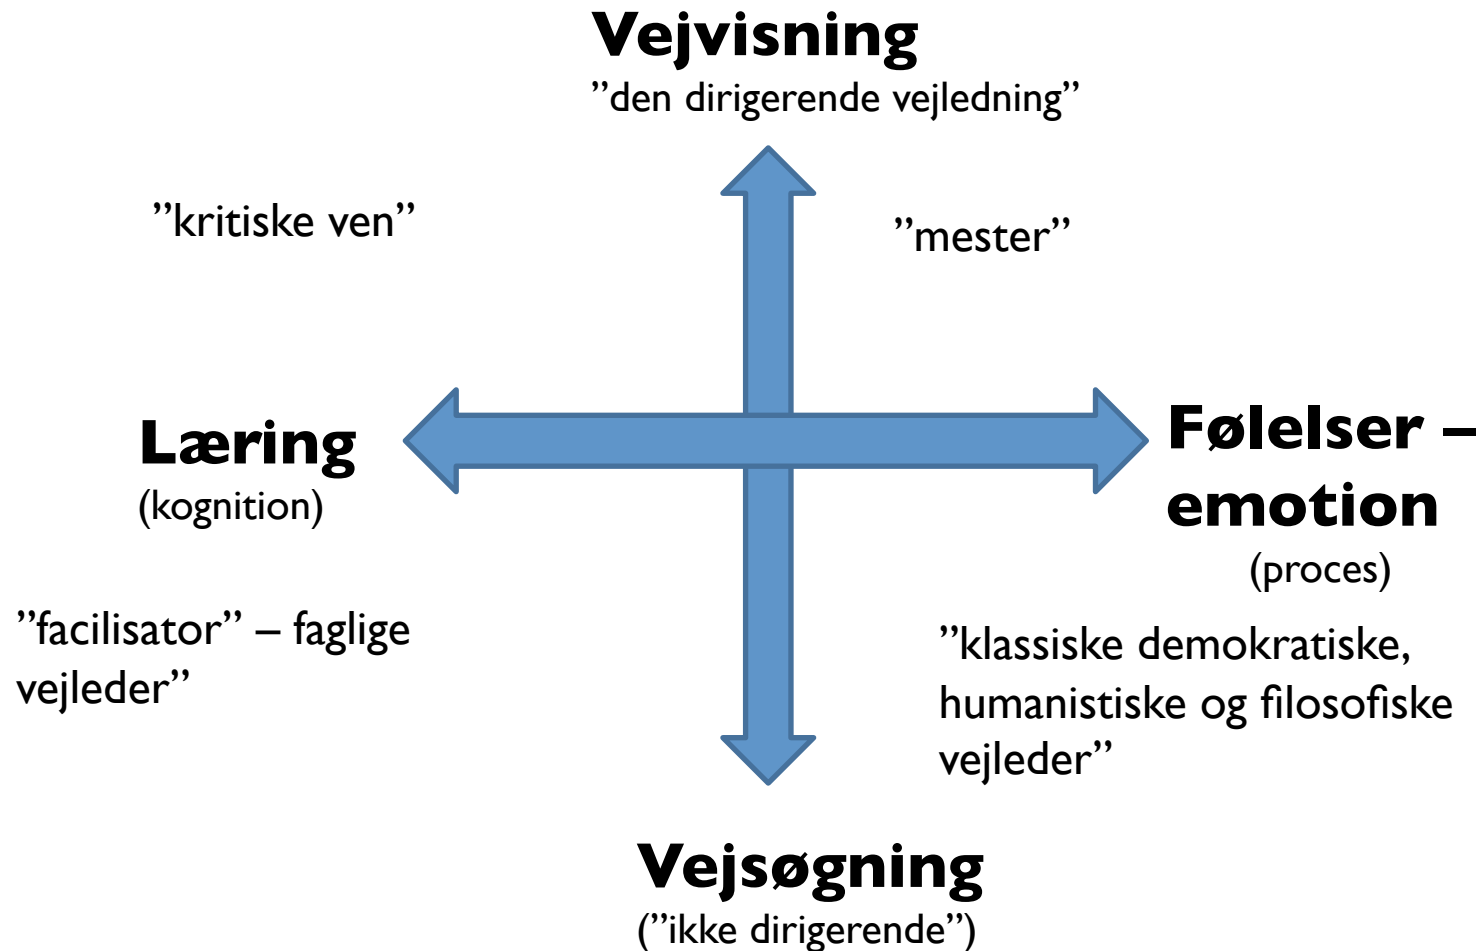 Vejvisning
”den dirigerende vejledning”
”kritiske ven”
”mester”
Læring
(kognition)
Følelser –
emotion
(proces)
”facilisator” – faglige
vejleder”
”klassiske demokratiske,
humanistiske og filosofiske
vejleder”
Vejsøgning
(”ikke dirigerende”)